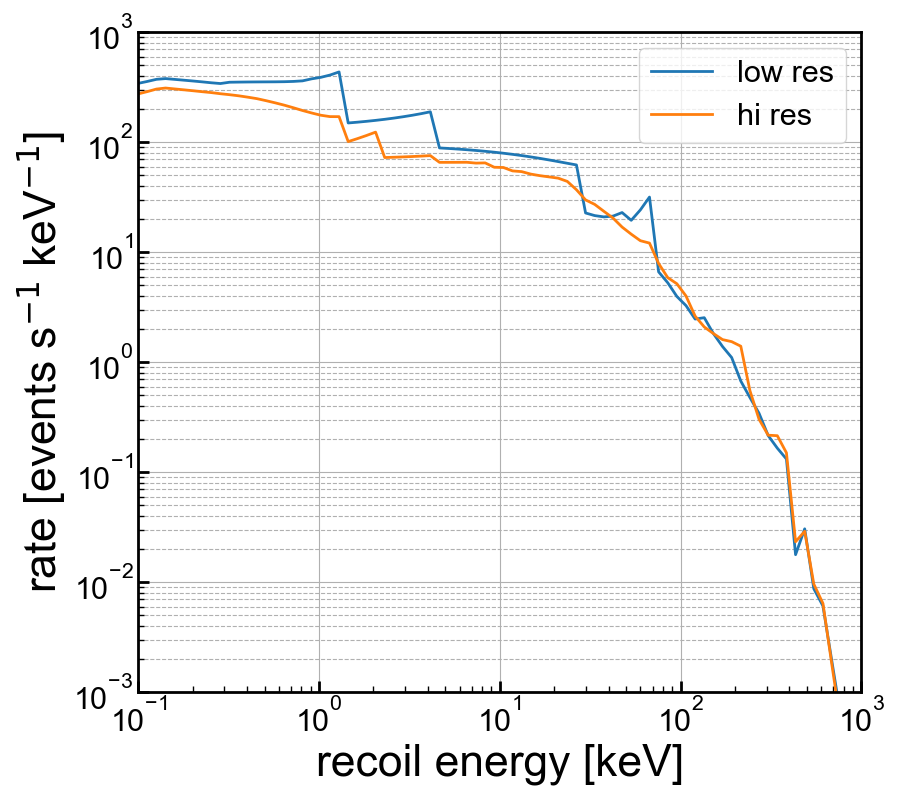 10³
10²
10¹
10⁰
10⁻¹
10⁻²
10⁻³
rate [events s⁻¹ keV⁻¹]
low res
hi res
10⁻¹ 10⁰ 10¹ 10² 10³
recoil energy [keV]